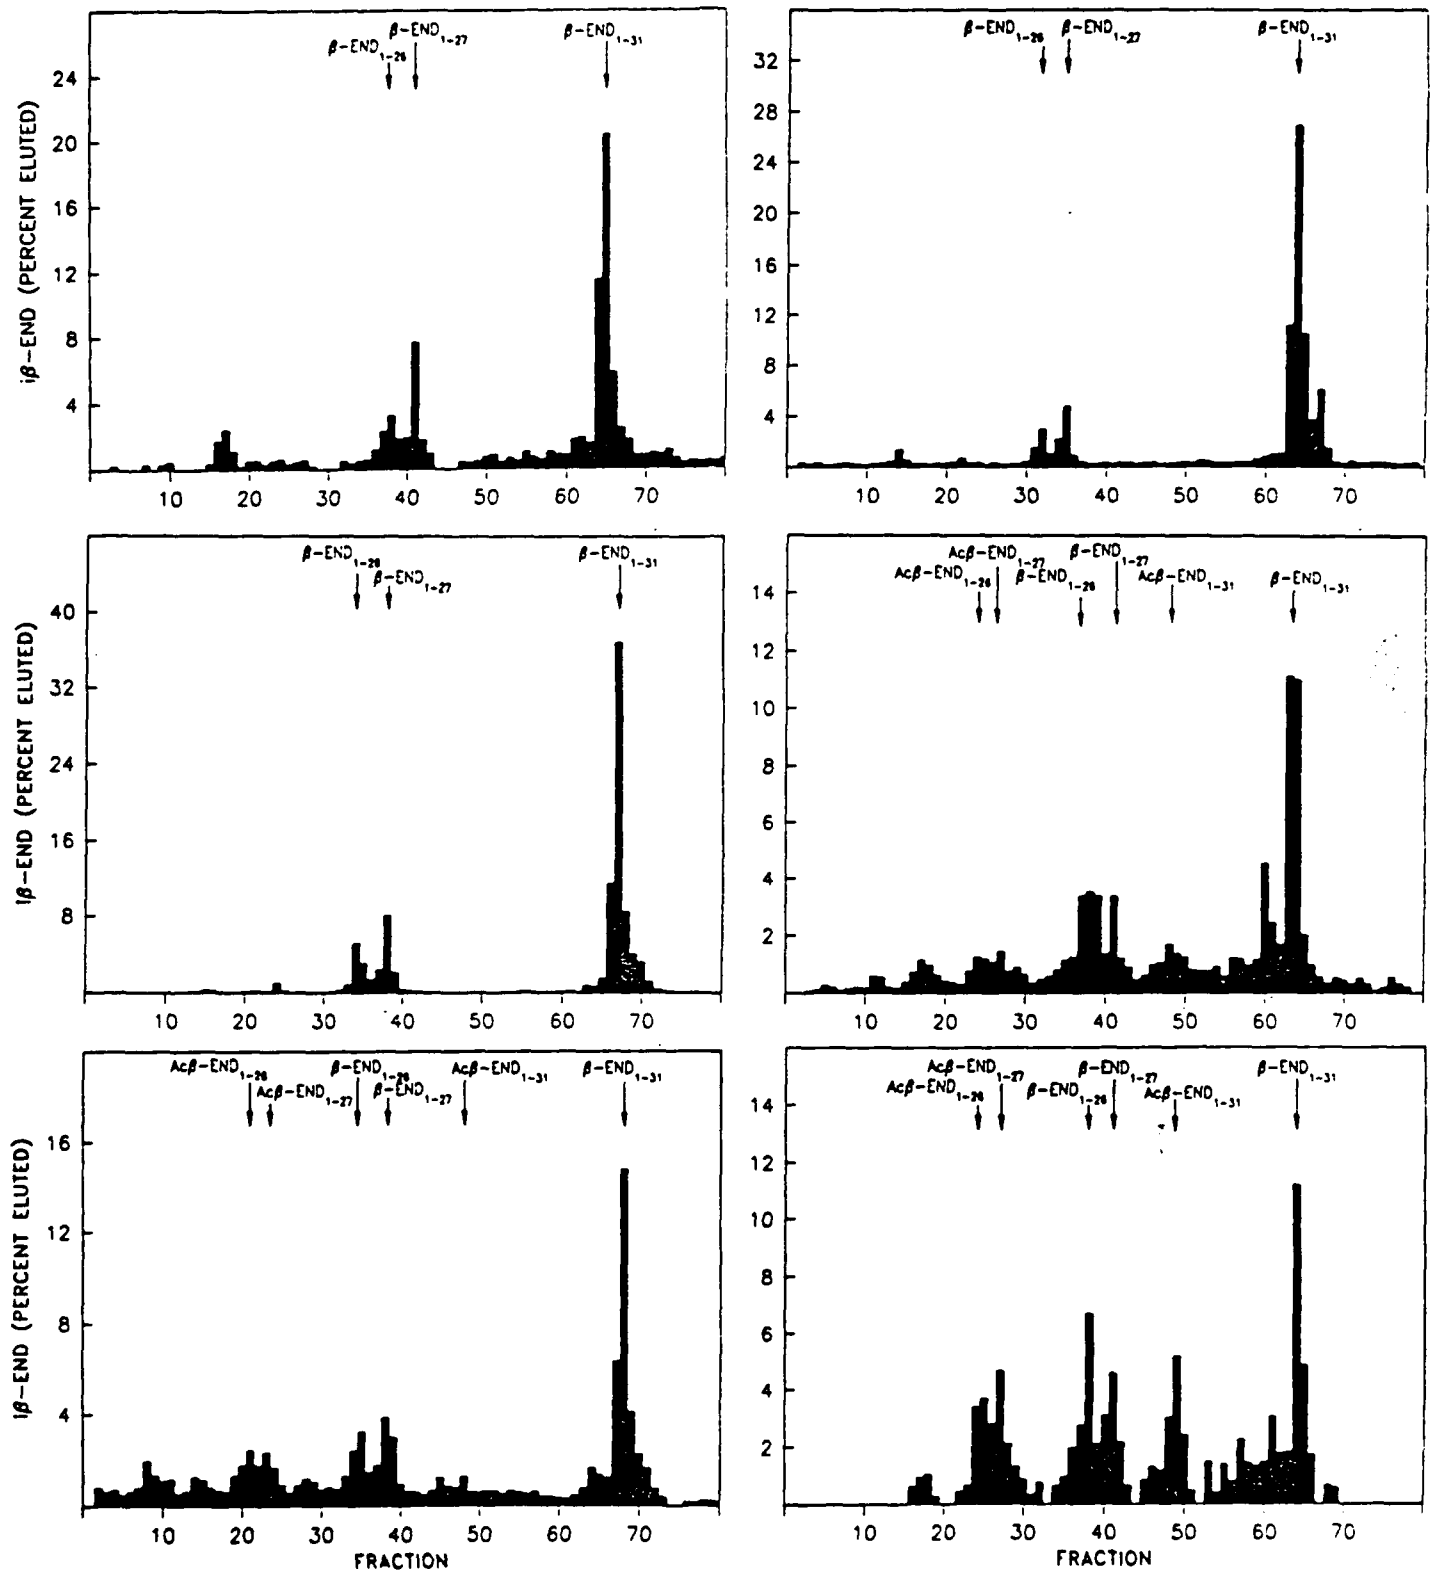 β-END1-26
β-END1-27
β-END1-31
iβ-END (PERCENT ELUTED)
24
20
16
12
8
4
10 20 30 40 50 60 70
β-END1-26
β-END1-27
β-END1-31
32
28
24
20
16
12
8
4
10 20 30 40 50 60 70
β-END1-26
β-END1-27
β-END1-31
iβ-END (PERCENT ELUTED)
40
32
24
16
8
10 20 30 40 50 60 70
Acβ-END1-27
β-END1-27
Acβ-END1-26
β-END1-26
Acβ-END1-31
β-END1-31
14
12
10
8
6
4
2
10 20 30 40 50 60 70
Acβ-END1-26
β-END1-26
Acβ-END1-31
β-END1-31
Acβ-END1-27
β-END1-27
iβ-END (PERCENT ELUTED)
16
12
8
4
10 20 30 40 50 60 70
FRACTION
Acβ-END1-27
β-END1-27
β-END1-31
Acβ-END1-26
β-END1-26
Acβ-END1-31
14
12
10
8
6
4
2
10 20 30 40 50 60 70
FRACTION